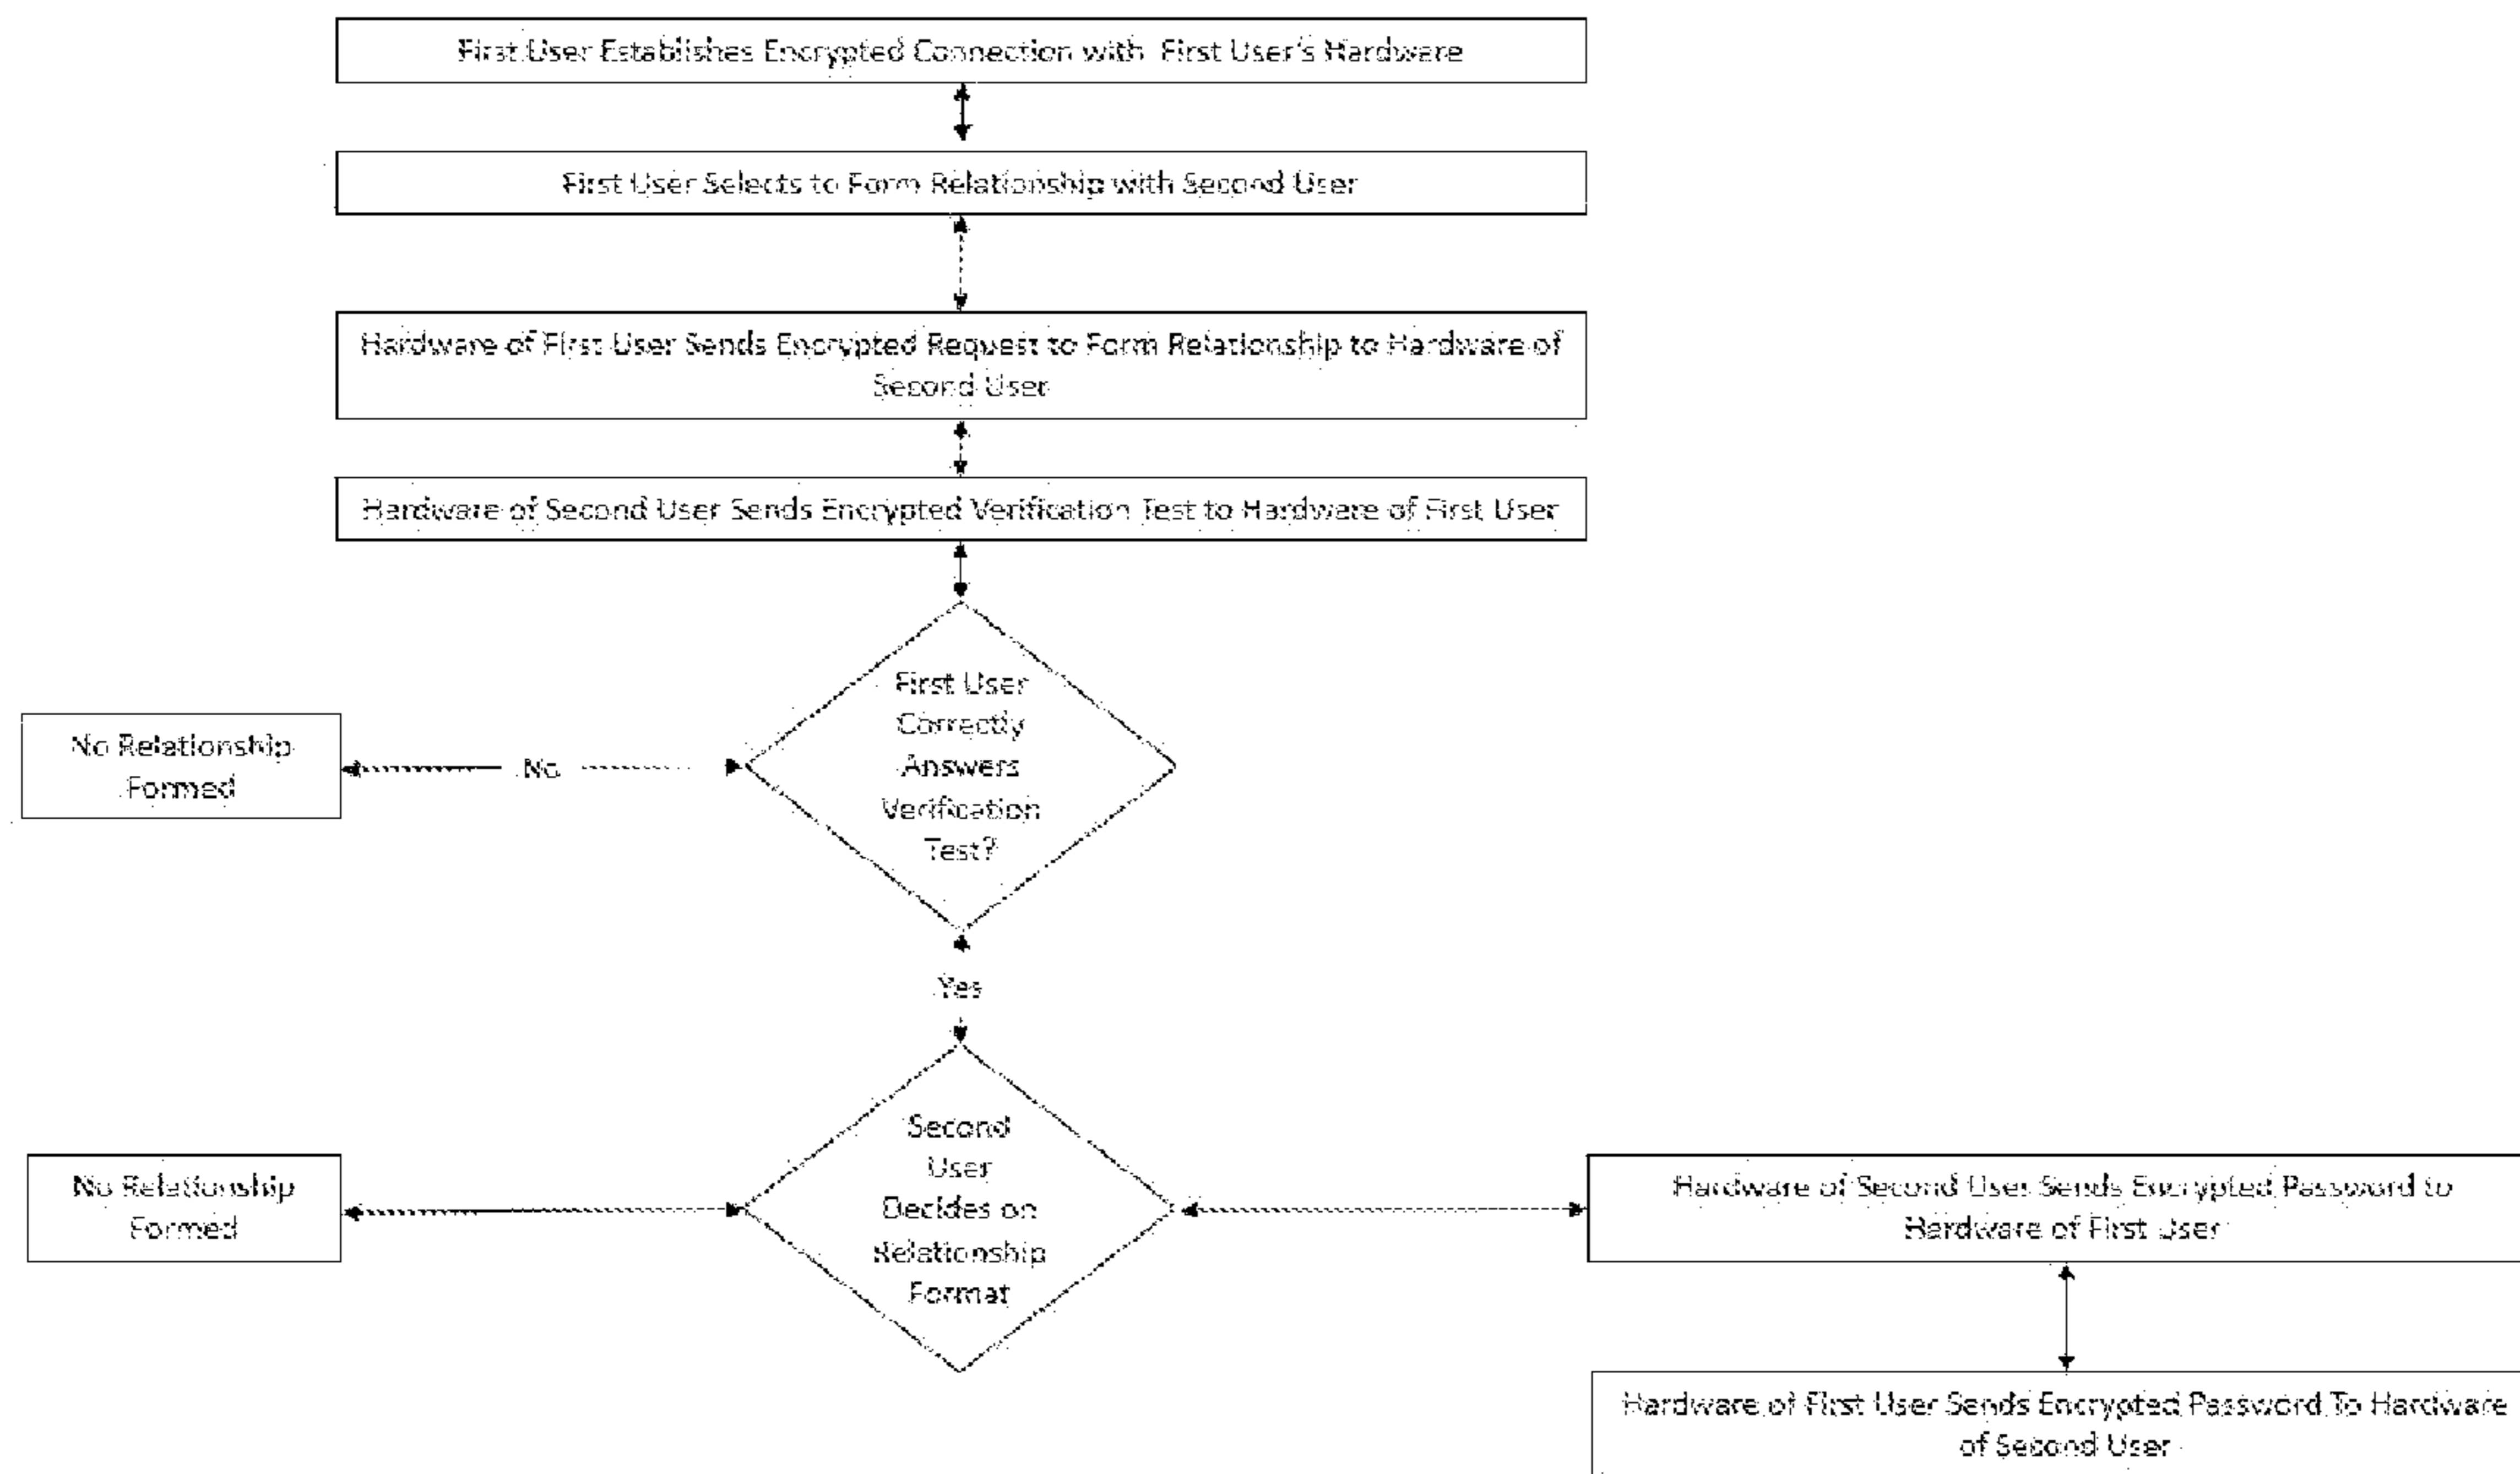 First User Establishes Encrypted Connection with First User's Hardware
First User Selects to Form Relationship with Second User
Hardware of First User Sends Encrypted Request to Form Relationship to Hardware of
Second User
Hardware of Second User Sends Encrypted Verification Test to Hardware of First User
First User
Correctly
Answers
Verification
Test?
No Relationship
Formed
No
Yes
Second
User
Decides on
Relationship
Format
No Relationship
Formed
Hardware of Second User Sends Encrypted Password to
Hardware of First User
Hardware of First User Sends Encrypted Password To Hardware
of Second User